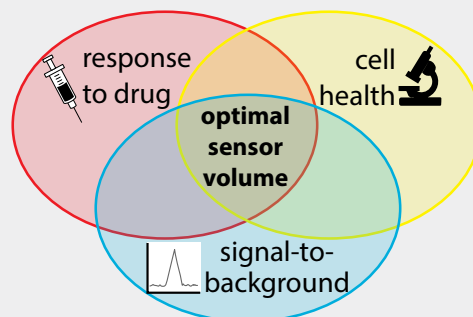 response
to drug
cell
health
optimal
sensor
volume
signal-to-
background